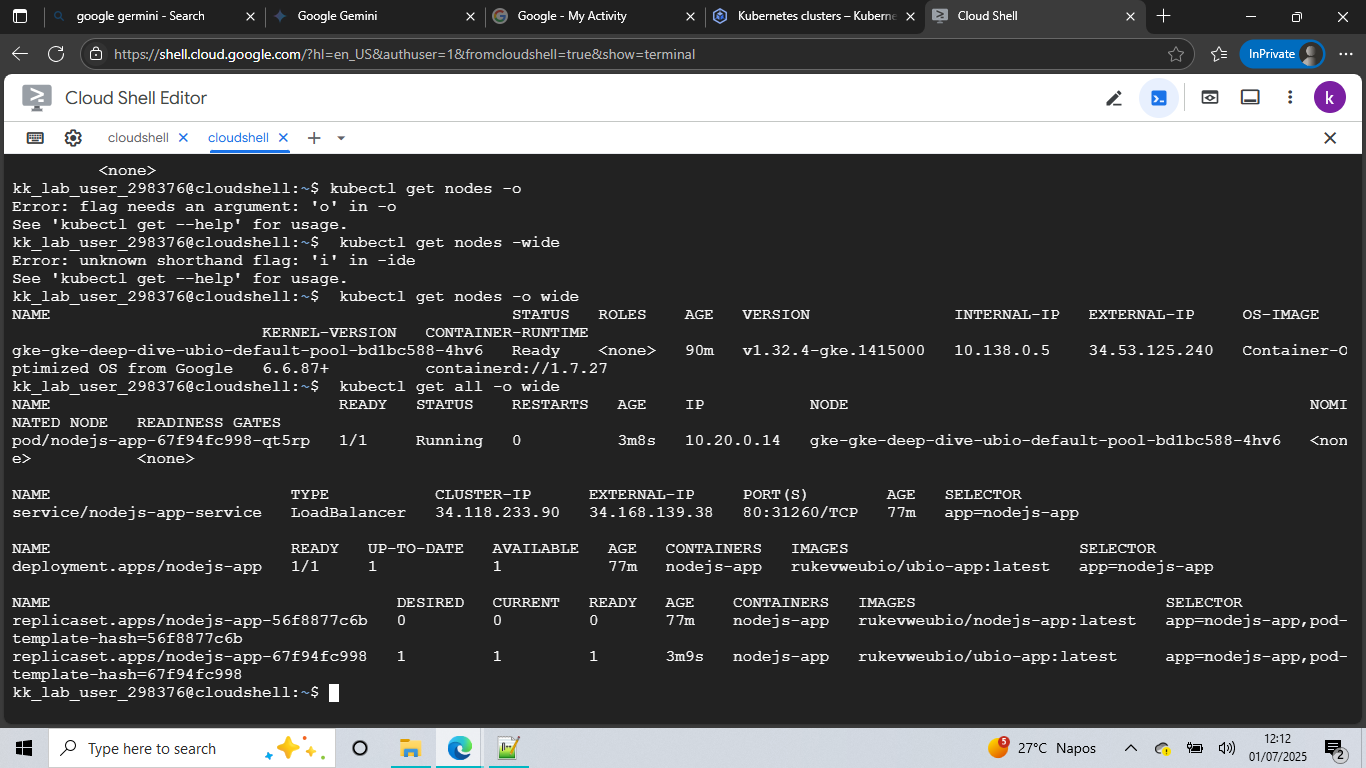 google germini - Search
Google Gemini
Google - My Activity
Kubernetes clusters – Kuberne
Cloud Shell
https://shell.cloud.google.com/?hl=en_US&authuser=1&fromcloudshell=true&show=terminal
InPrivate
Cloud Shell Editor
k
cloudshell
cloudshell
<none>
kk_lab_user_298376@cloudshell:~$ kubectl get nodes -o
Error: flag needs an argument: 'o' in -o
See 'kubectl get --help' for usage.
kk_lab_user_298376@cloudshell:~$  kubectl get nodes -wide
Error: unknown shorthand flag: 'i' in -ide
See 'kubectl get --help' for usage.
kk_lab_user_298376@cloudshell:~$  kubectl get nodes -o wide
NAME STATUS ROLES AGE VERSION INTERNAL-IP EXTERNAL-IP OS-IMAGE
KERNEL-VERSION CONTAINER-RUNTIME
gke-gke-deep-dive-ubio-default-pool-bd1bc588-4hv6 Ready <none> 90m v1.32.4-gke.1415000 10.138.0.5 34.53.125.240 Container-O
ptimized OS from Google 6.6.87+ containerd://1.7.27
kk_lab_user_298376@cloudshell:~$  kubectl get all -o wide
NAME READY STATUS RESTARTS AGE IP NODE NOMI
NATED NODE READINESS GATES
pod/nodejs-app-67f94fc998-qt5rp 1/1 Running 0 3m8s 10.20.0.14 gke-gke-deep-dive-ubio-default-pool-bd1bc588-4hv6 <non
e> <none>
NAME TYPE CLUSTER-IP EXTERNAL-IP PORT(S) AGE SELECTOR
service/nodejs-app-service LoadBalancer 34.118.233.90 34.168.139.38 80:31260/TCP 77m app=nodejs-app
NAME READY UP-TO-DATE AVAILABLE AGE CONTAINERS IMAGES SELECTOR
deployment.apps/nodejs-app 1/1 1 1 77m nodejs-app rukevweubio/ubio-app:latest app=nodejs-app
NAME DESIRED CURRENT READY AGE CONTAINERS IMAGES SELECTOR
replicaset.apps/nodejs-app-56f8877c6b 0 0 0 77m nodejs-app rukevweubio/nodejs-app:latest app=nodejs-app,pod-
template-hash=56f8877c6b
replicaset.apps/nodejs-app-67f94fc998 1 1 1 3m9s nodejs-app rukevweubio/ubio-app:latest app=nodejs-app,pod-
template-hash=67f94fc998
kk_lab_user_298376@cloudshell:~$
Type here to search
5
27°C Napos
12:12
01/07/2025
2